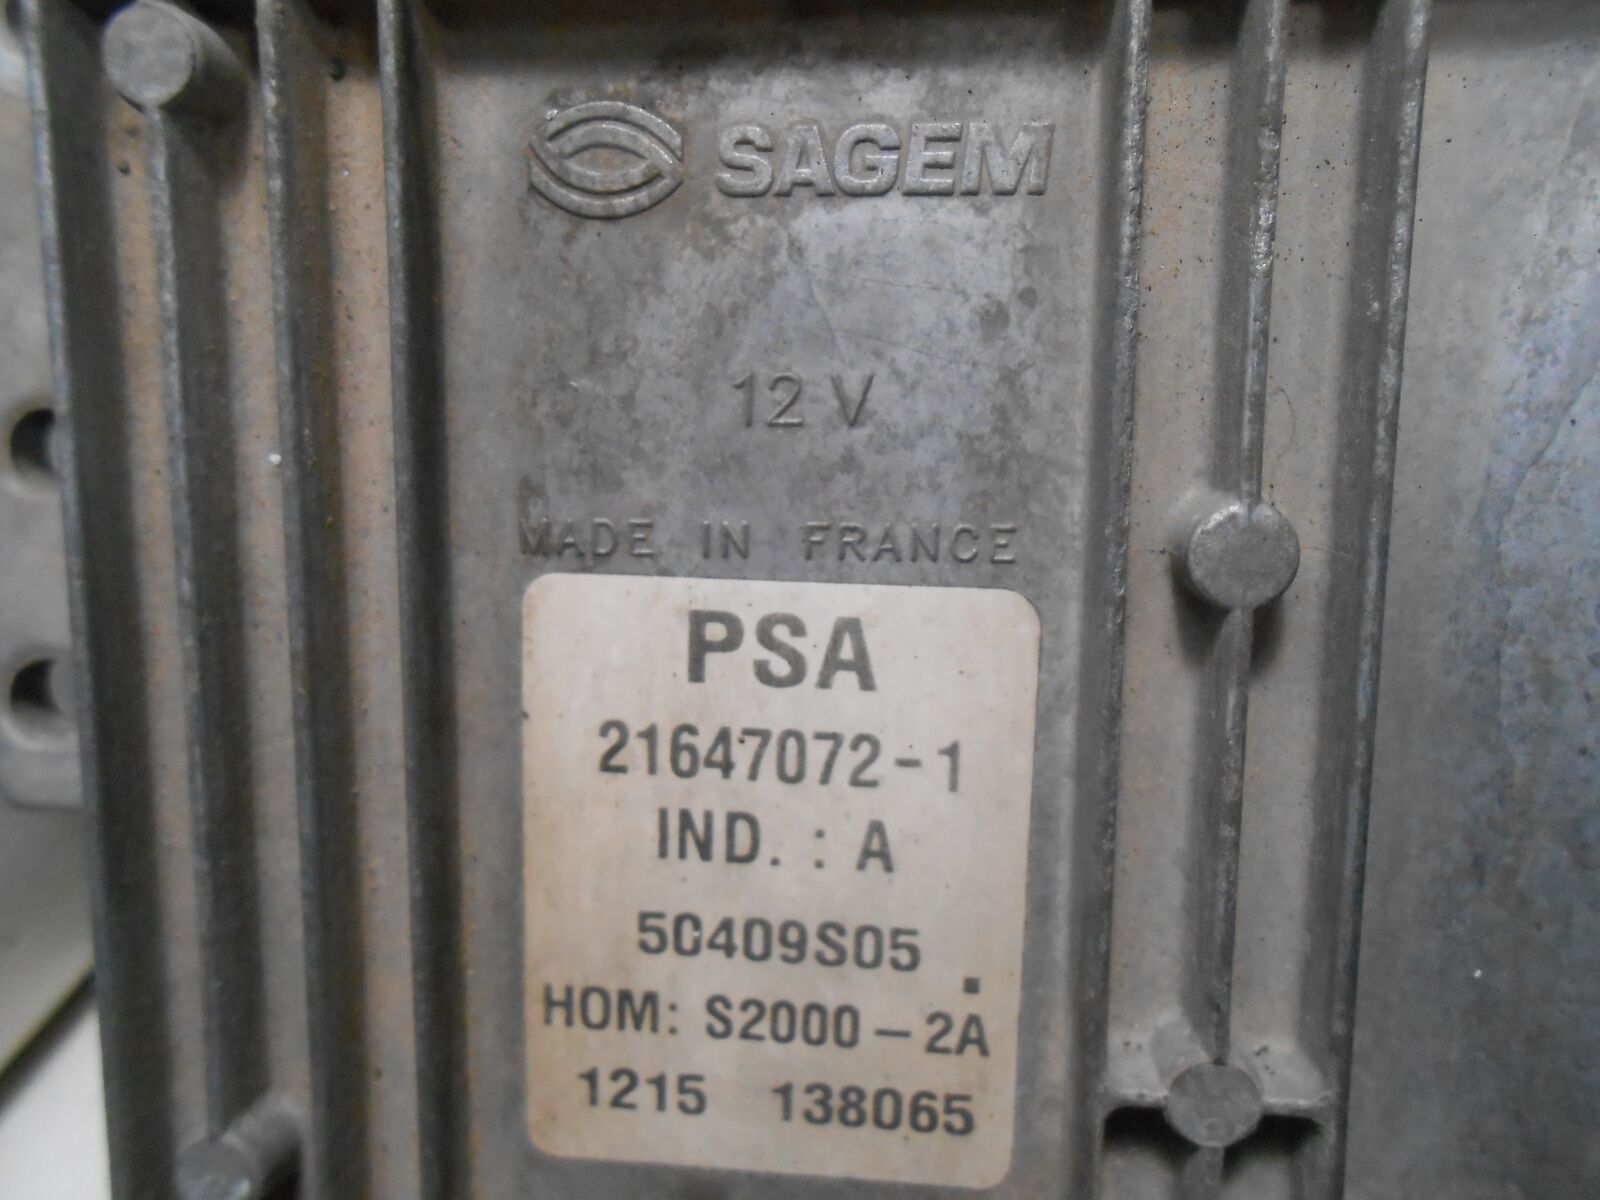 SAGEM
12 V
MADE IN FRANCE
PSA
21647072-1
IND. : A
5C409S05
HOM: S2000-2A
1215 138065